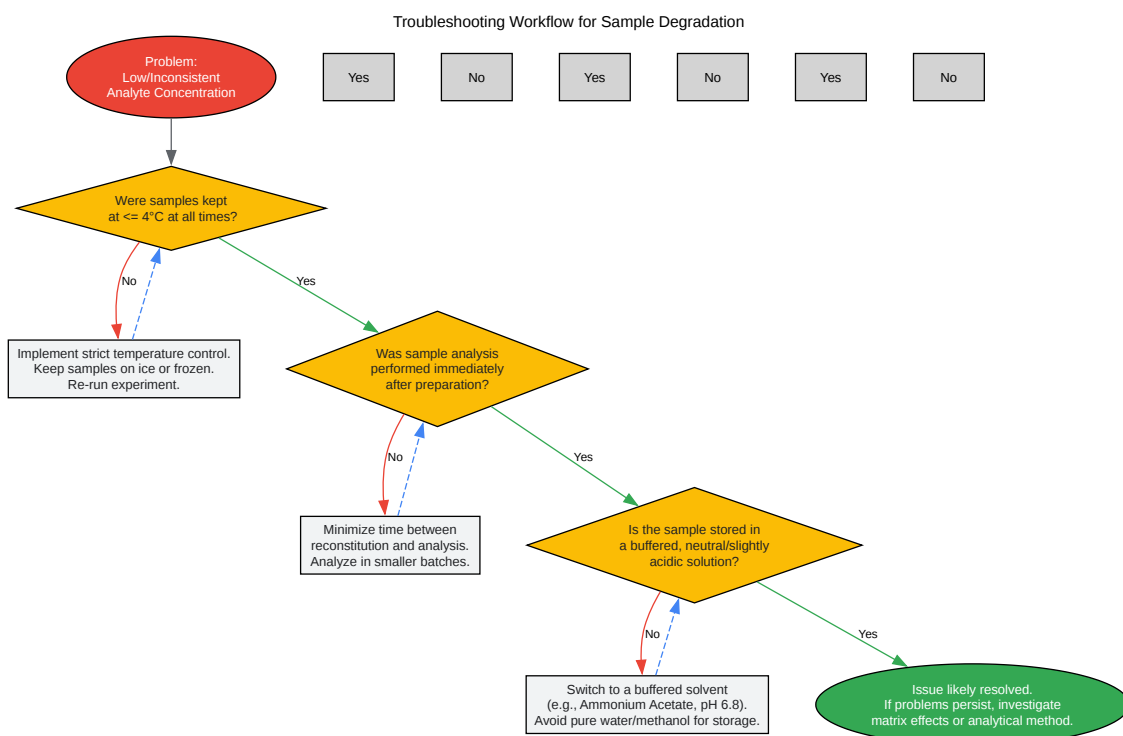 Troubleshooting Workflow for Sample Degradation
Problem:
Low/Inconsistent
Analyte Concentration
Yes
No
Yes
No
Yes
No
Were samples kept
at <= 4°C at all times?
No
Yes
Implement strict temperature control.
Keep samples on ice or frozen.
Re-run experiment.
Was sample analysis
performed immediately
after preparation?
No
Yes
Minimize time between
reconstitution and analysis.
Analyze in smaller batches.
Is the sample stored in
a buffered, neutral/slightly
acidic solution?
No
Yes
Switch to a buffered solvent
(e.g., Ammonium Acetate, pH 6.8).
Avoid pure water/methanol for storage.
Issue likely resolved.
If problems persist, investigate
matrix effects or analytical method.